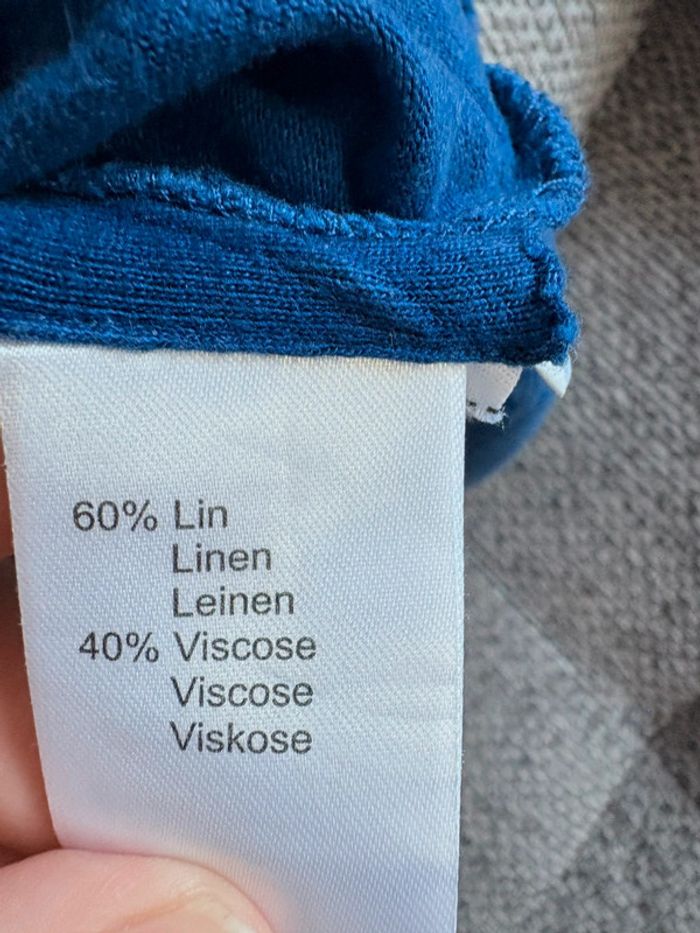 60% Lin
Linen
Leinen
40% Viscose
Viscose
Viskose